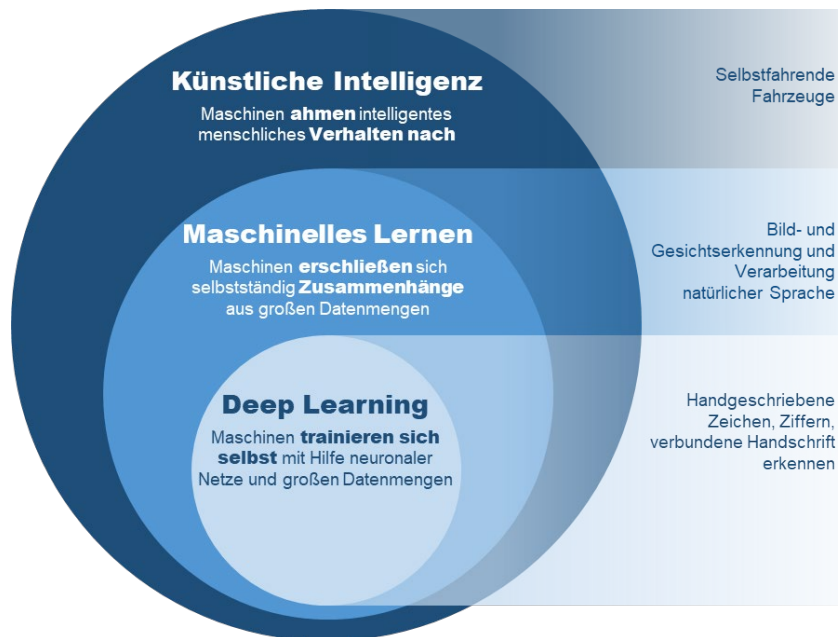 Künstliche Intelligenz
Maschinen ahmen intelligentes
menschliches Verhalten nach
Selbstfahrende
Fahrzeuge
Maschinelles Lernen
Maschinen erschließen sich
selbstständig Zusammenhänge
aus großen Datenmengen
Bild- und
Gesichtserkennung und
Verarbeitung
natürlicher Sprache
Deep Learning
Maschinen trainieren sich
selbst mit Hilfe neuronaler
Netze und großen Datenmengen
Handgeschriebene
Zeichen, Ziffern,
verbundene Handschrift
erkennen